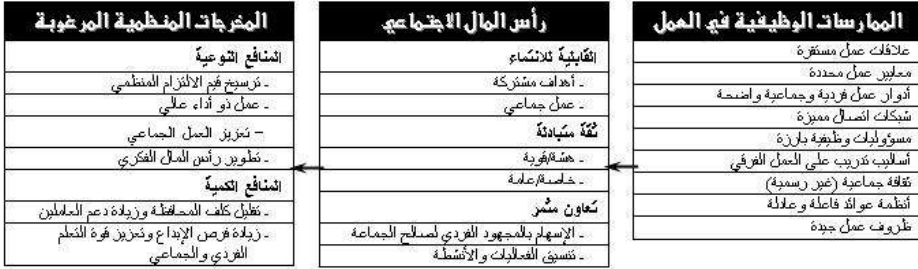 الممارسات الوظيفية في العمل
علاقات عمل مستقرة
معايير عمل محددة
أدوار عمل فردية وجماعية واضحة
شبكات اتصال مميزة
مسؤوليات وظيفية بارزة
أساليب تدريب على العمل الفرقي
ثقافة جماعية (غير رسمية)
أنظمة عوائد فاعلة وعادلة
ظروف عمل جيدة
رأس المال الاجتماعي
القابلية للانتماء
ـ أهداف مشتركة
ـ عمل جماعي
ثقة متبادلة
ـ هشة/قوية
ـ خاصة/عامة
تعاون مثمر
ـ الإسهام بالمجهود الفردي لصالح الجماعة
ـ تنسيق الفعاليات والأنشطة
المخرجات المنظمية المرغوبة
المنافع النوعية
ـ ترسيخ قيم الالتزام المنظمي
ـ عمل ذو أداء عالي
– تعزيز العمل الجماعي
ـ تطوير رأس المال الفكري
المنافع الكمية
ـ تقليل كلف المحافظة وزيادة دعم العاملين
ـ زيادة فرص الإبداع وتعزيز قوة التعلم
الفردي والجماعي